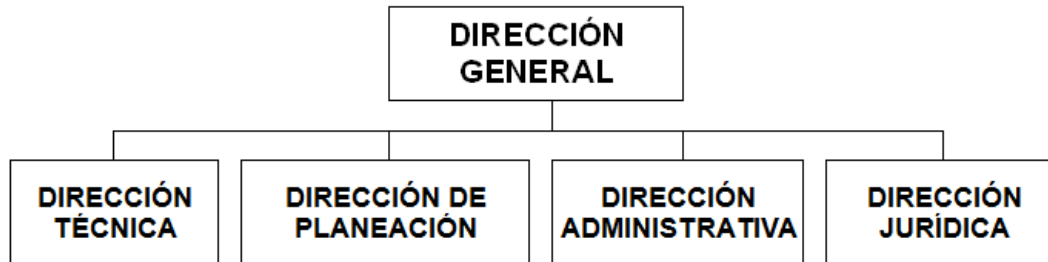 DIRECCIÓN
GENERAL
DIRECCIÓN
TÉCNICA
DIRECCIÓN DE
PLANEACIÓN
DIRECCIÓN
ADMINISTRATIVA
DIRECCIÓN
JURÍDICA